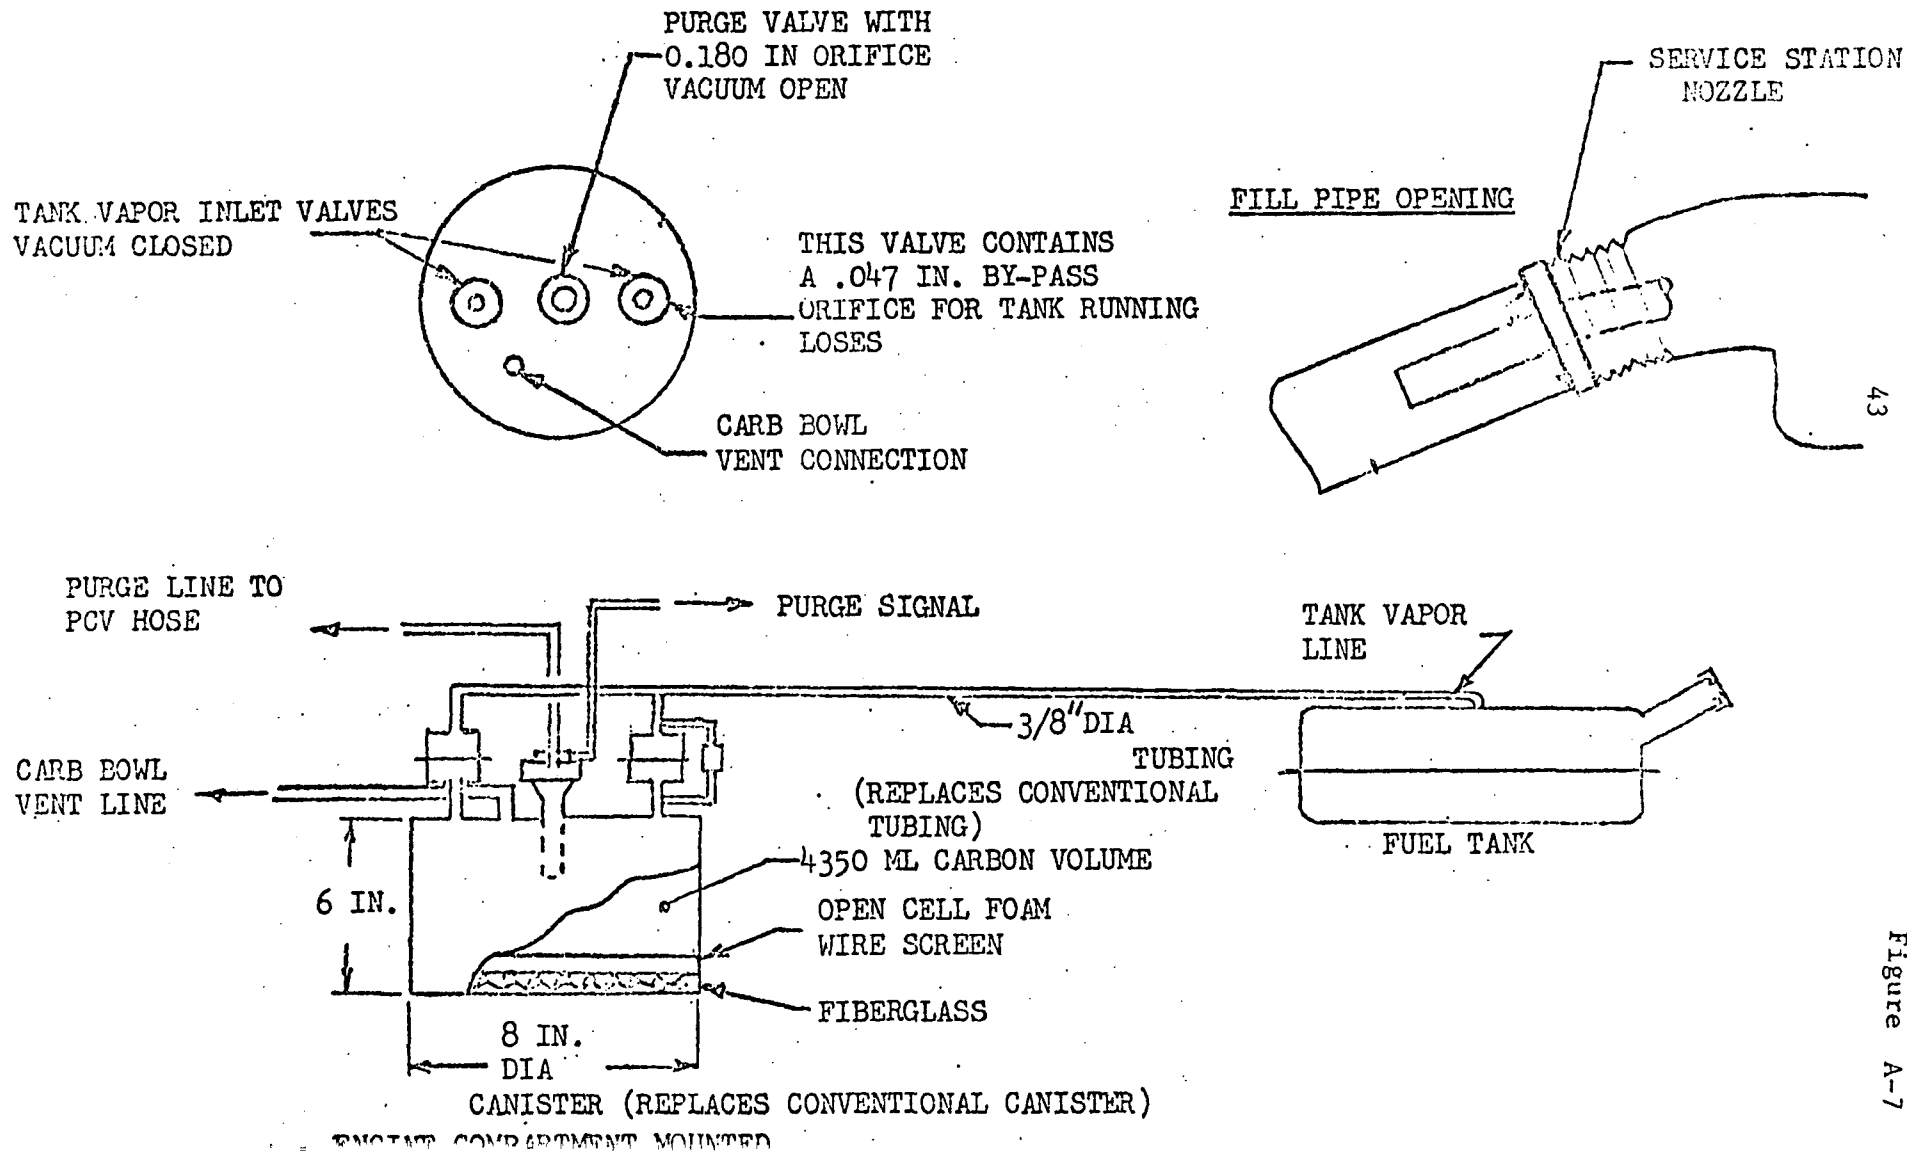 PURGE VALVE WITH
0.180 IN ORIFICE
VACUUM OPEN
SERVICE STATION
NOZZLE
TANK VAPOR INLET VALVES
VACUUM CLOSED
FILL PIPE OPENING
THIS VALVE CONTAINS
A .047 IN. BY-PASS
ORIFICE FOR TANK RUNNING
LOSES
CARB BOWL
VENT CONNECTION
43
PURGE LINE TO
PCV HOSE
PURGE SIGNAL
TANK VAPOR
LINE
3/8" DIA
TUBING
(REPLACES CONVENTIONAL
TUBING)
CARB BOWL
VENT LINE
FUEL TANK
4350 ML CARBON VOLUME
6 IN.
OPEN CELL FOAM
WIRE SCREEN
FIBERGLASS
8 IN.
DIA
CANISTER (REPLACES CONVENTIONAL CANISTER)
ENGINE COMPARTMENT MOUNTED
Figure A-7